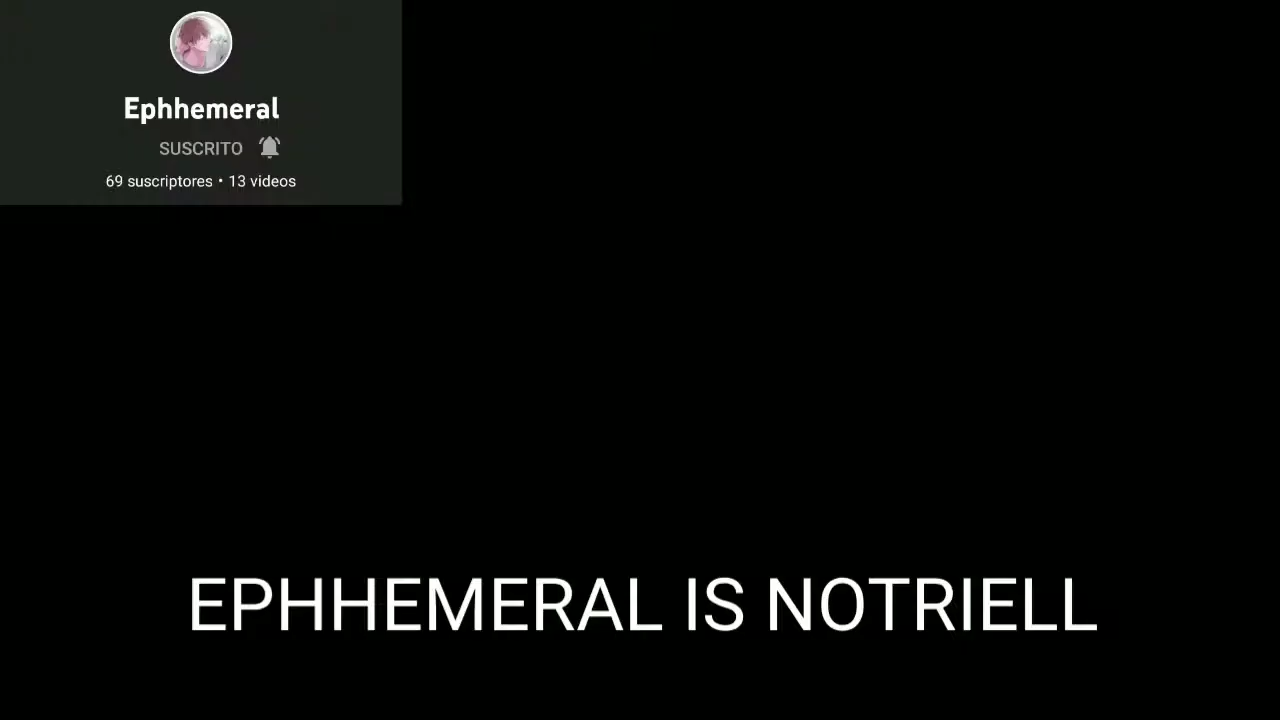 Ephhemeral
SUSCRITO
69 suscriptores • 13 videos
EPHHEMERAL IS NOTRIELL